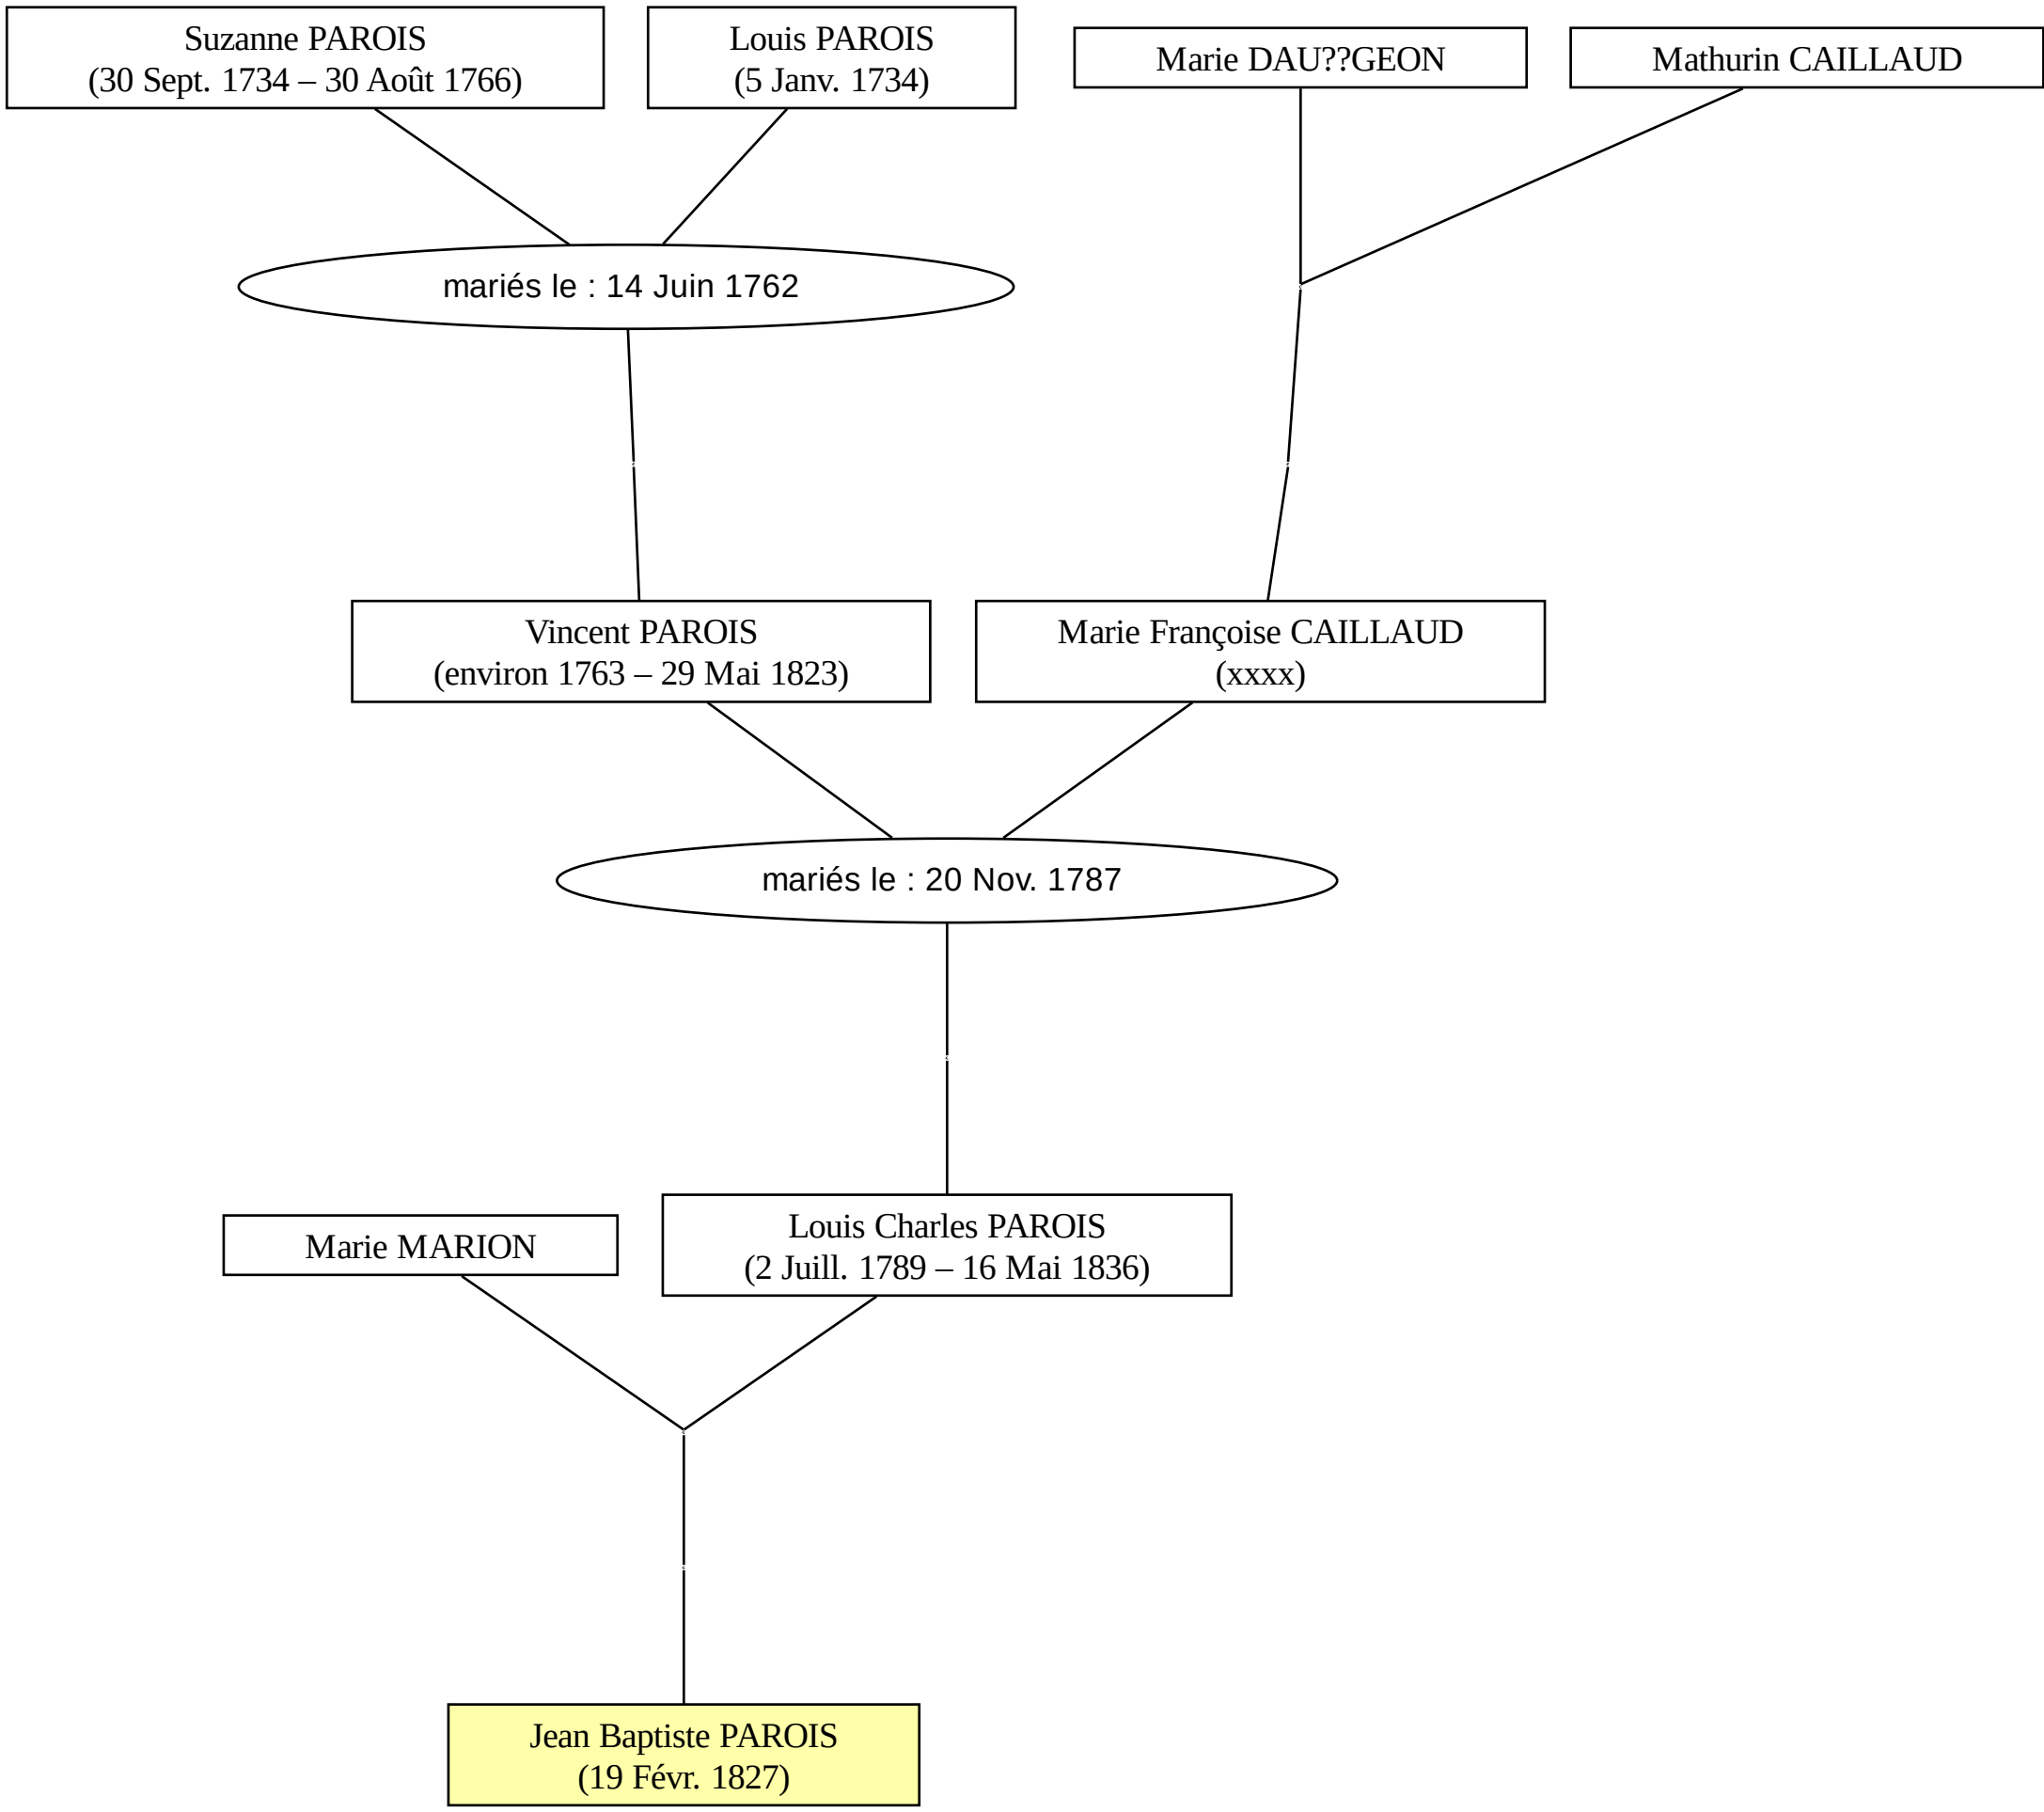 Suzanne PAROIS
(30 Sept. 1734 – 30 Août 1766)
Louis PAROIS
(5 Janv. 1734)
Marie DAU??GEON
Mathurin CAILLAUD
mariés le : 14 Juin 1762
Vincent PAROIS
(environ 1763 – 29 Mai 1823)
Marie Françoise CAILLAUD
(xxxx)
mariés le : 20 Nov. 1787
Marie MARION
Louis Charles PAROIS
(2 Juill. 1789 – 16 Mai 1836)
Jean Baptiste PAROIS
(19 Févr. 1827)